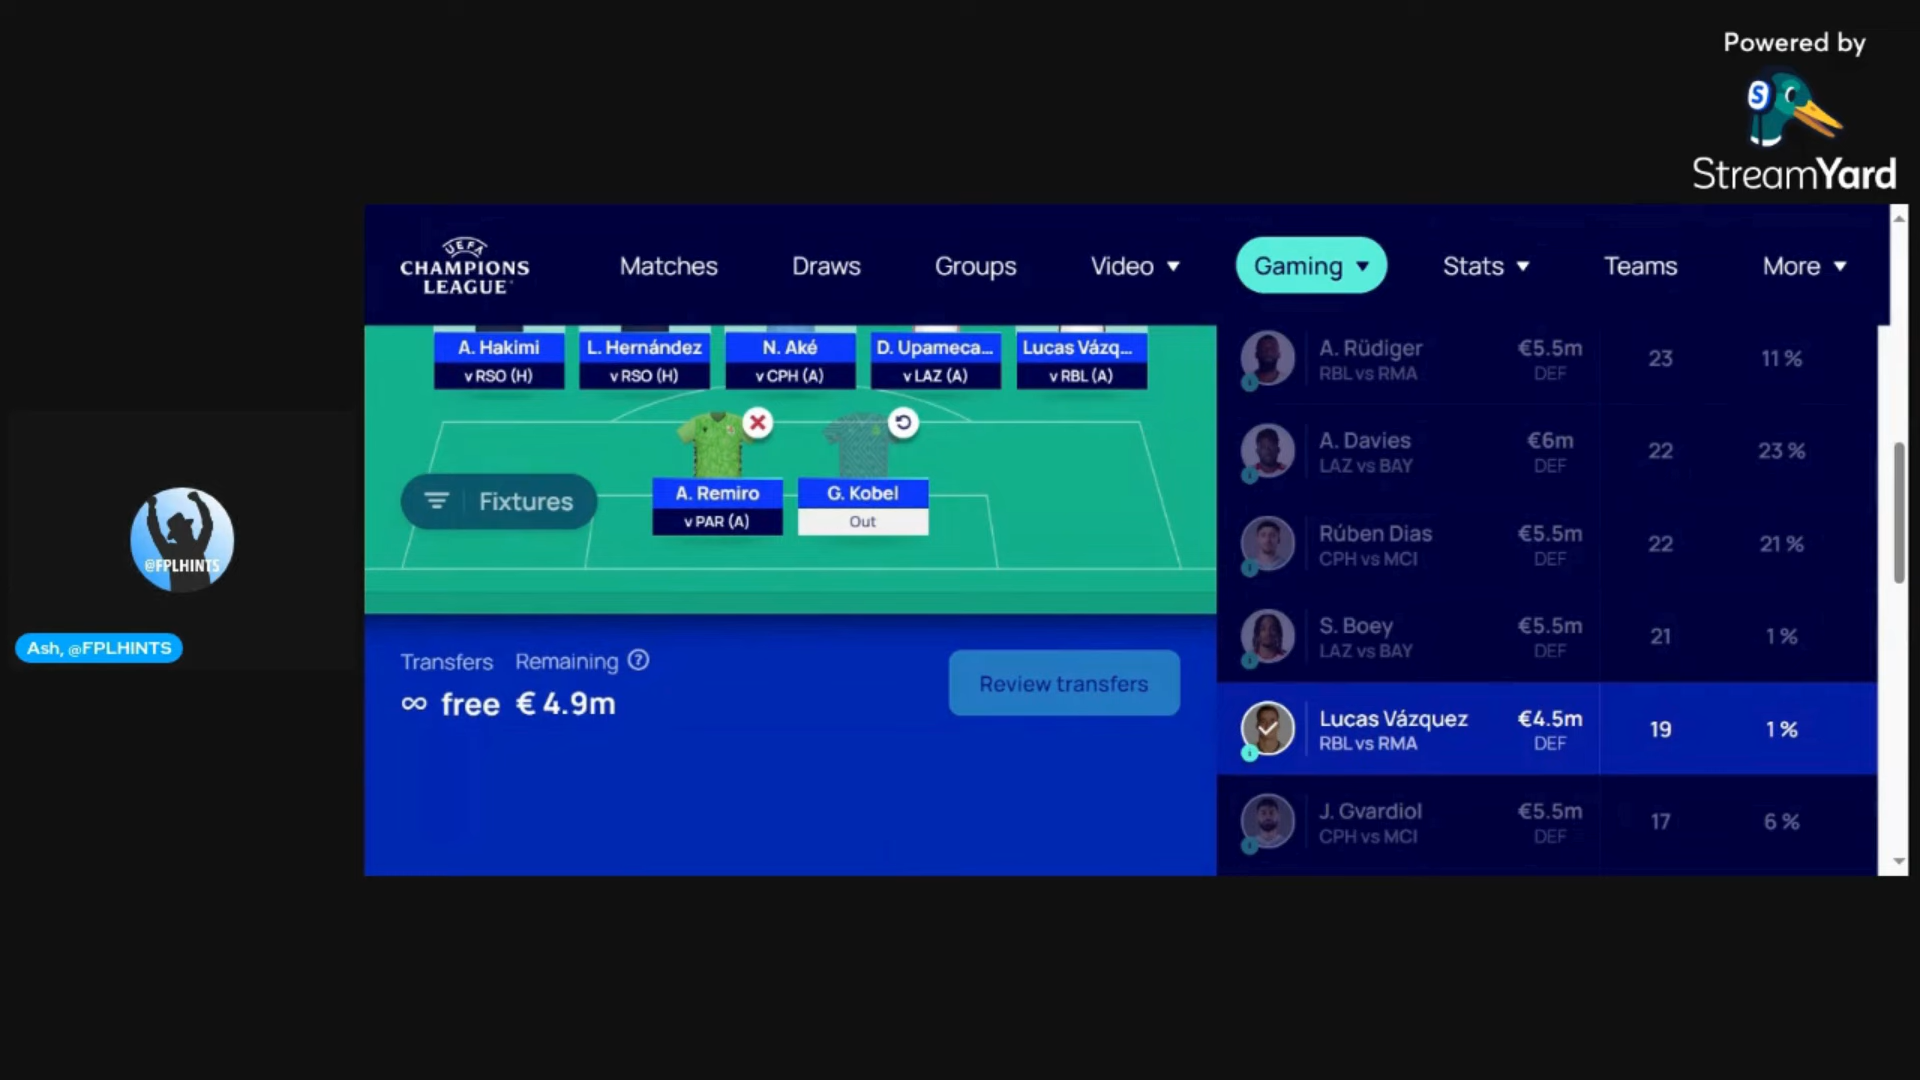 Powered by
StreamYard
UEFA
CHAMPIONS
LEAGUE
Matches
Draws
Groups
Video
Gaming
Stats
Teams
More
A. Hakimi
v RSO (H)
L. Hernández
v RSO (H)
N. Aké
v CPH (A)
D. Upameca...
v LAZ (A)
Lucas Vázq...
v RBL (A)
A. Remiro
v PAR (A)
G. Kobel
Out
Fixtures
Transfers
∞ free
Remaining ?
€ 4.9m
Review transfers
A. Rüdiger €5.5m 23 11 %
RBL vs RMA DEF
A. Davies €6m 22 23 %
LAZ vs BAY DEF
Rúben Dias €5.5m 22 21 %
CPH vs MCI DEF
S. Boey €5.5m 21 1 %
LAZ vs BAY DEF
Lucas Vázquez €4.5m 19 1 %
RBL vs RMA DEF
J. Gvardiol €5.5m 17 6 %
CPH vs MCI DEF
@FPLHINTS
Ash, @FPLHINTS